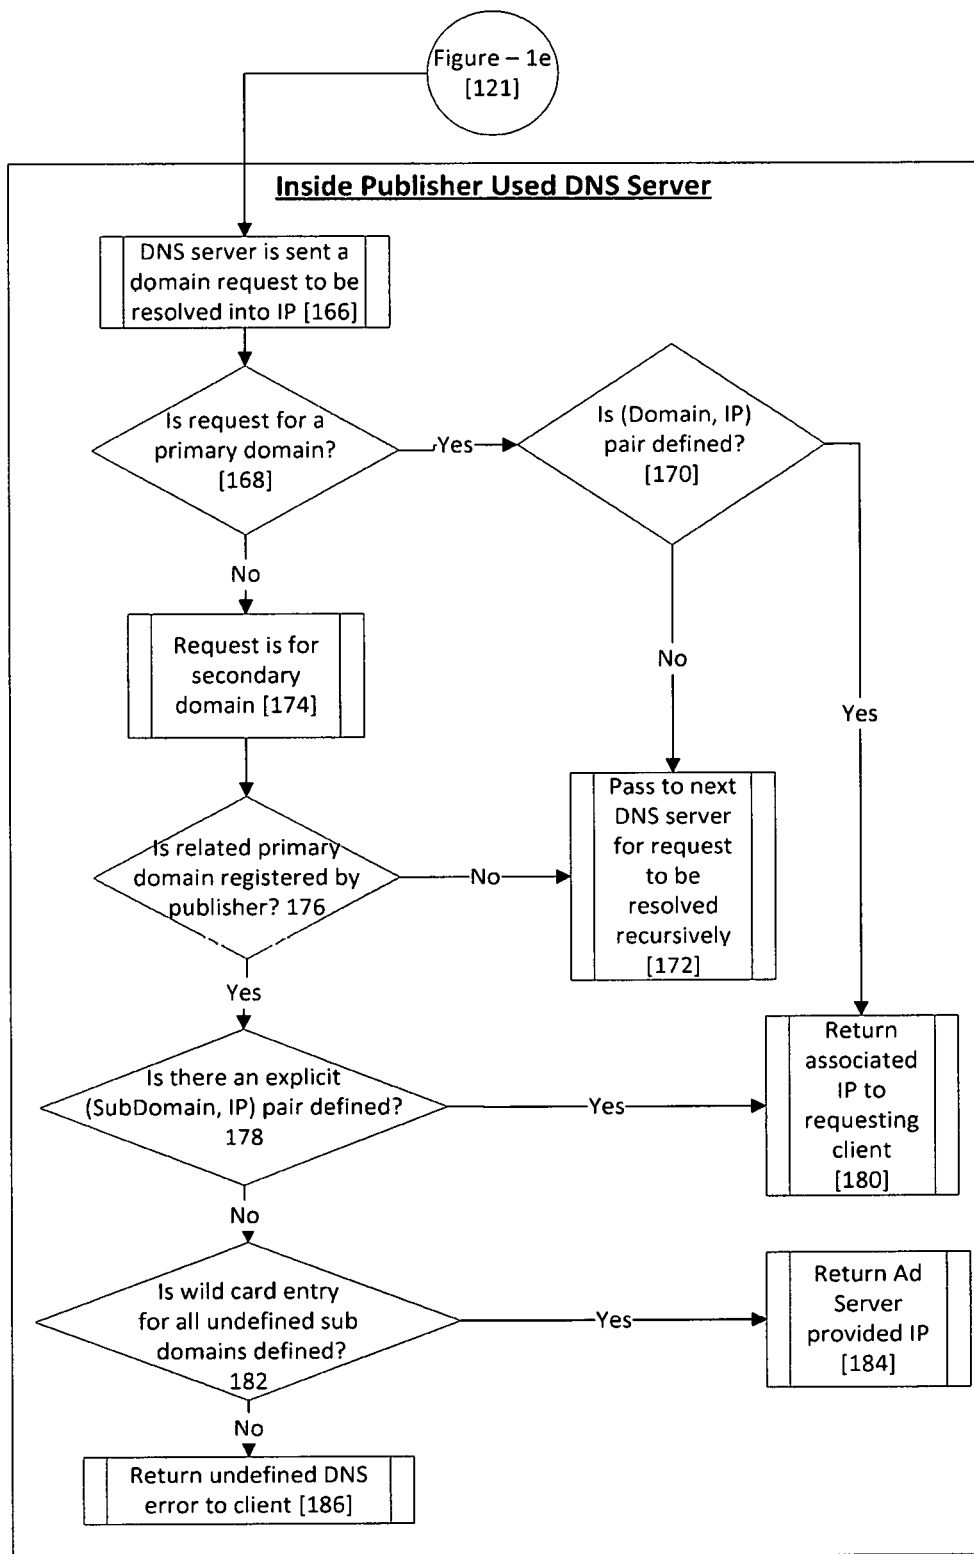 Figure – 1e
[121]
Inside Publisher Used DNS Server
DNS server is sent a
domain request to be
resolved into IP [166]
Is request for a
primary domain?
[168]
Yes
Is (Domain, IP)
pair defined?
[170]
No
Request is for
secondary
domain [174]
No
Yes
Is related primary
domain registered by
publisher? 176
No
Pass to next
DNS server
for request
to be
resolved
recursively
[172]
Yes
Is there an explicit
(SubDomain, IP) pair defined?
178
Yes
Return
associated
IP to
requesting
client
[180]
No
Is wild card entry
for all undefined sub
domains defined?
182
Yes
Return Ad
Server
provided IP
[184]
No
Return undefined DNS
error to client [186]